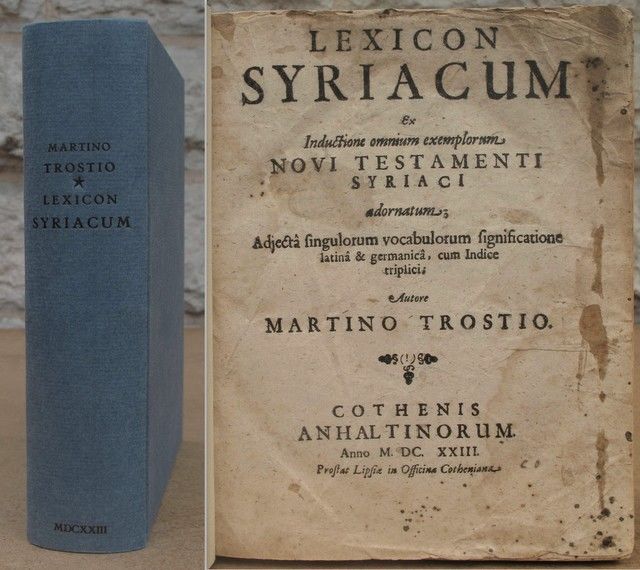 MARTINO
TROSTIO
★
LEXICON
SYRIACUM
MDCXXIII
LEXICON
SYRIACUM
Ex
Inductione omnium exemplorum
NOVI TESTAMENTI
SYRIACI
adornatum;
Adjectâ singulorum vocabulorum significatione
latinâ & germanicâ, cum Indice
triplici;
Autore
MARTINO TROSTIO.
COTHENIS
ANHALTINORUM.
Anno M. DC. XXIII.
Prostat Lipsiæ in Officina Cotheniana